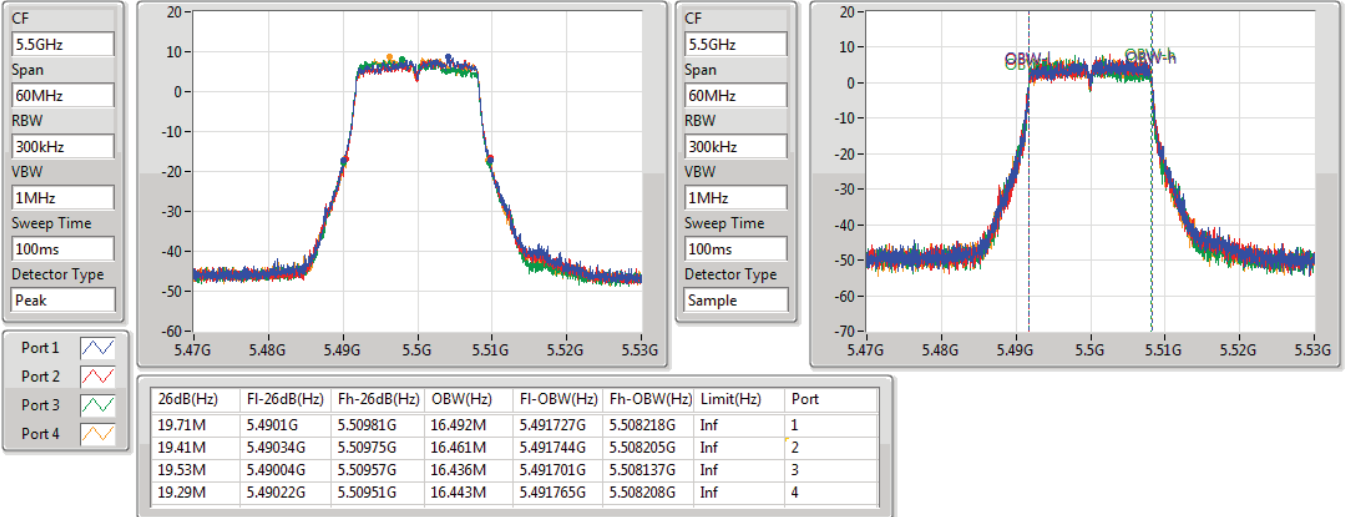 CF
5.5GHz
Span
60MHz
RBW
300kHz
VBW
1MHz
Sweep Time
100ms
Detector Type
Peak
20
10
0
-10
-20
-30
-40
-50
-60
5.47G 5.48G 5.49G 5.5G 5.51G 5.52G 5.53G
CF
5.5GHz
Span
60MHz
RBW
300kHz
VBW
1MHz
Sweep Time
100ms
Detector Type
Sample
20
10
0
-10
-20
-30
-40
-50
-60
-70
OBW-l OBW-h
5.47G 5.48G 5.49G 5.5G 5.51G 5.52G 5.53G
Port 1
Port 2
Port 3
Port 4
26dB(Hz) Fl-26dB(Hz) Fh-26dB(Hz) OBW(Hz) Fl-OBW(Hz) Fh-OBW(Hz) Limit(Hz) Port
19.71M 5.4901G 5.50981G 16.492M 5.491727G 5.508218G Inf 1
19.41M 5.49034G 5.50975G 16.461M 5.491744G 5.508205G Inf 2
19.53M 5.49004G 5.50957G 16.436M 5.491701G 5.508137G Inf 3
19.29M 5.49022G 5.50951G 16.443M 5.491765G 5.508208G Inf 4